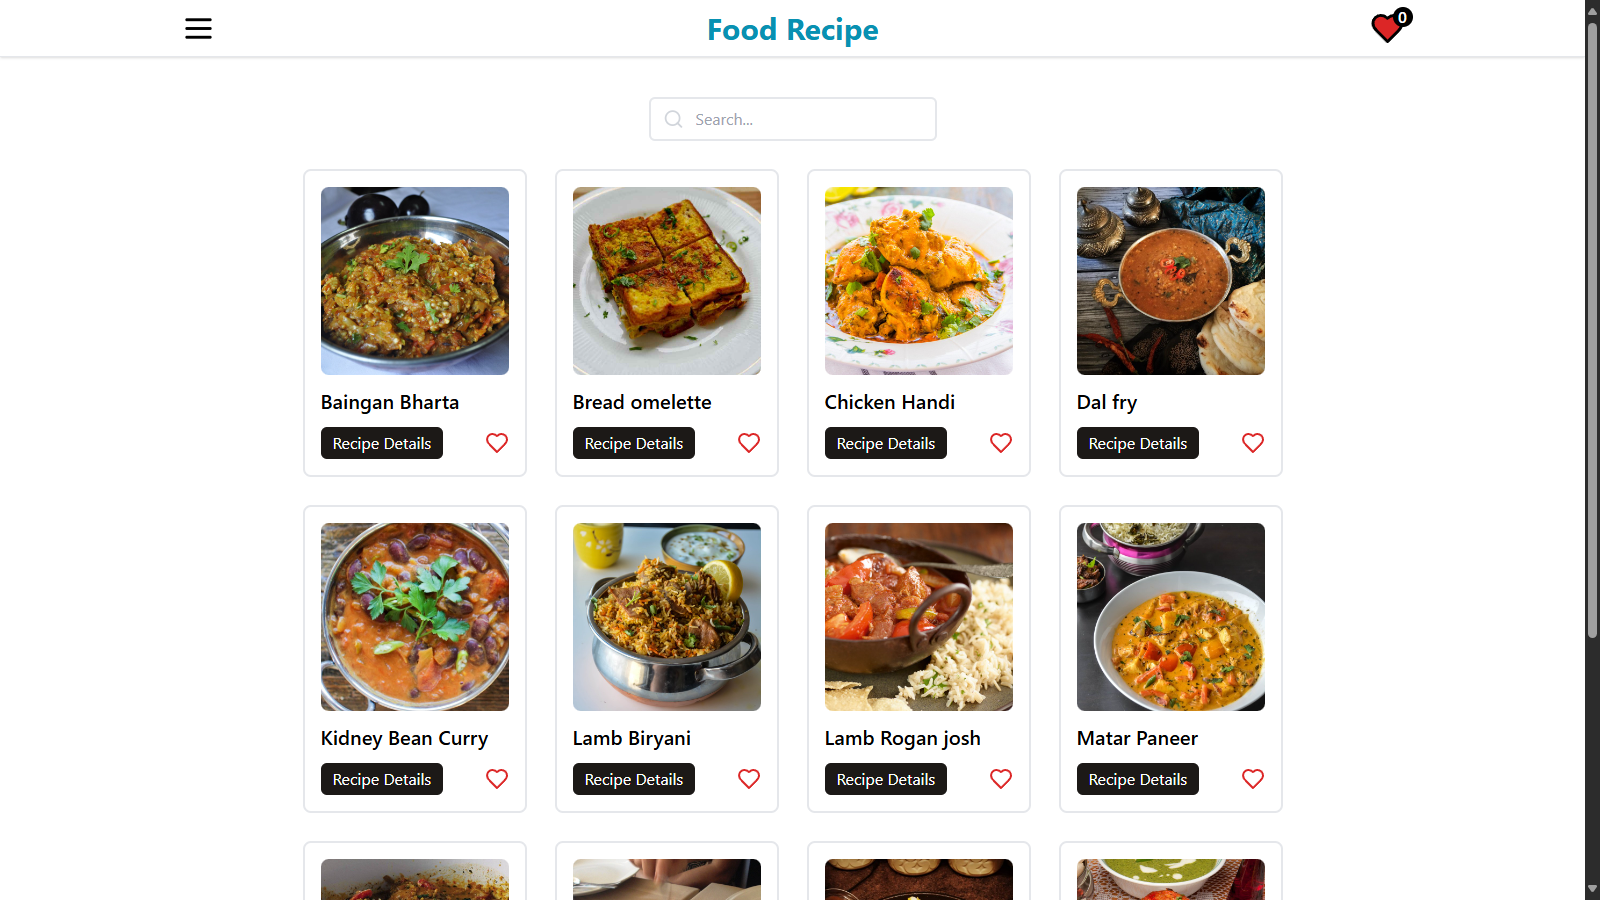 Food Recipe
0
Search...
Baingan Bharta
Bread omelette
Chicken Handi
Dal fry
Recipe Details
Recipe Details
Recipe Details
Recipe Details
Kidney Bean Curry
Lamb Biryani
Lamb Rogan josh
Matar Paneer
Recipe Details
Recipe Details
Recipe Details
Recipe Details